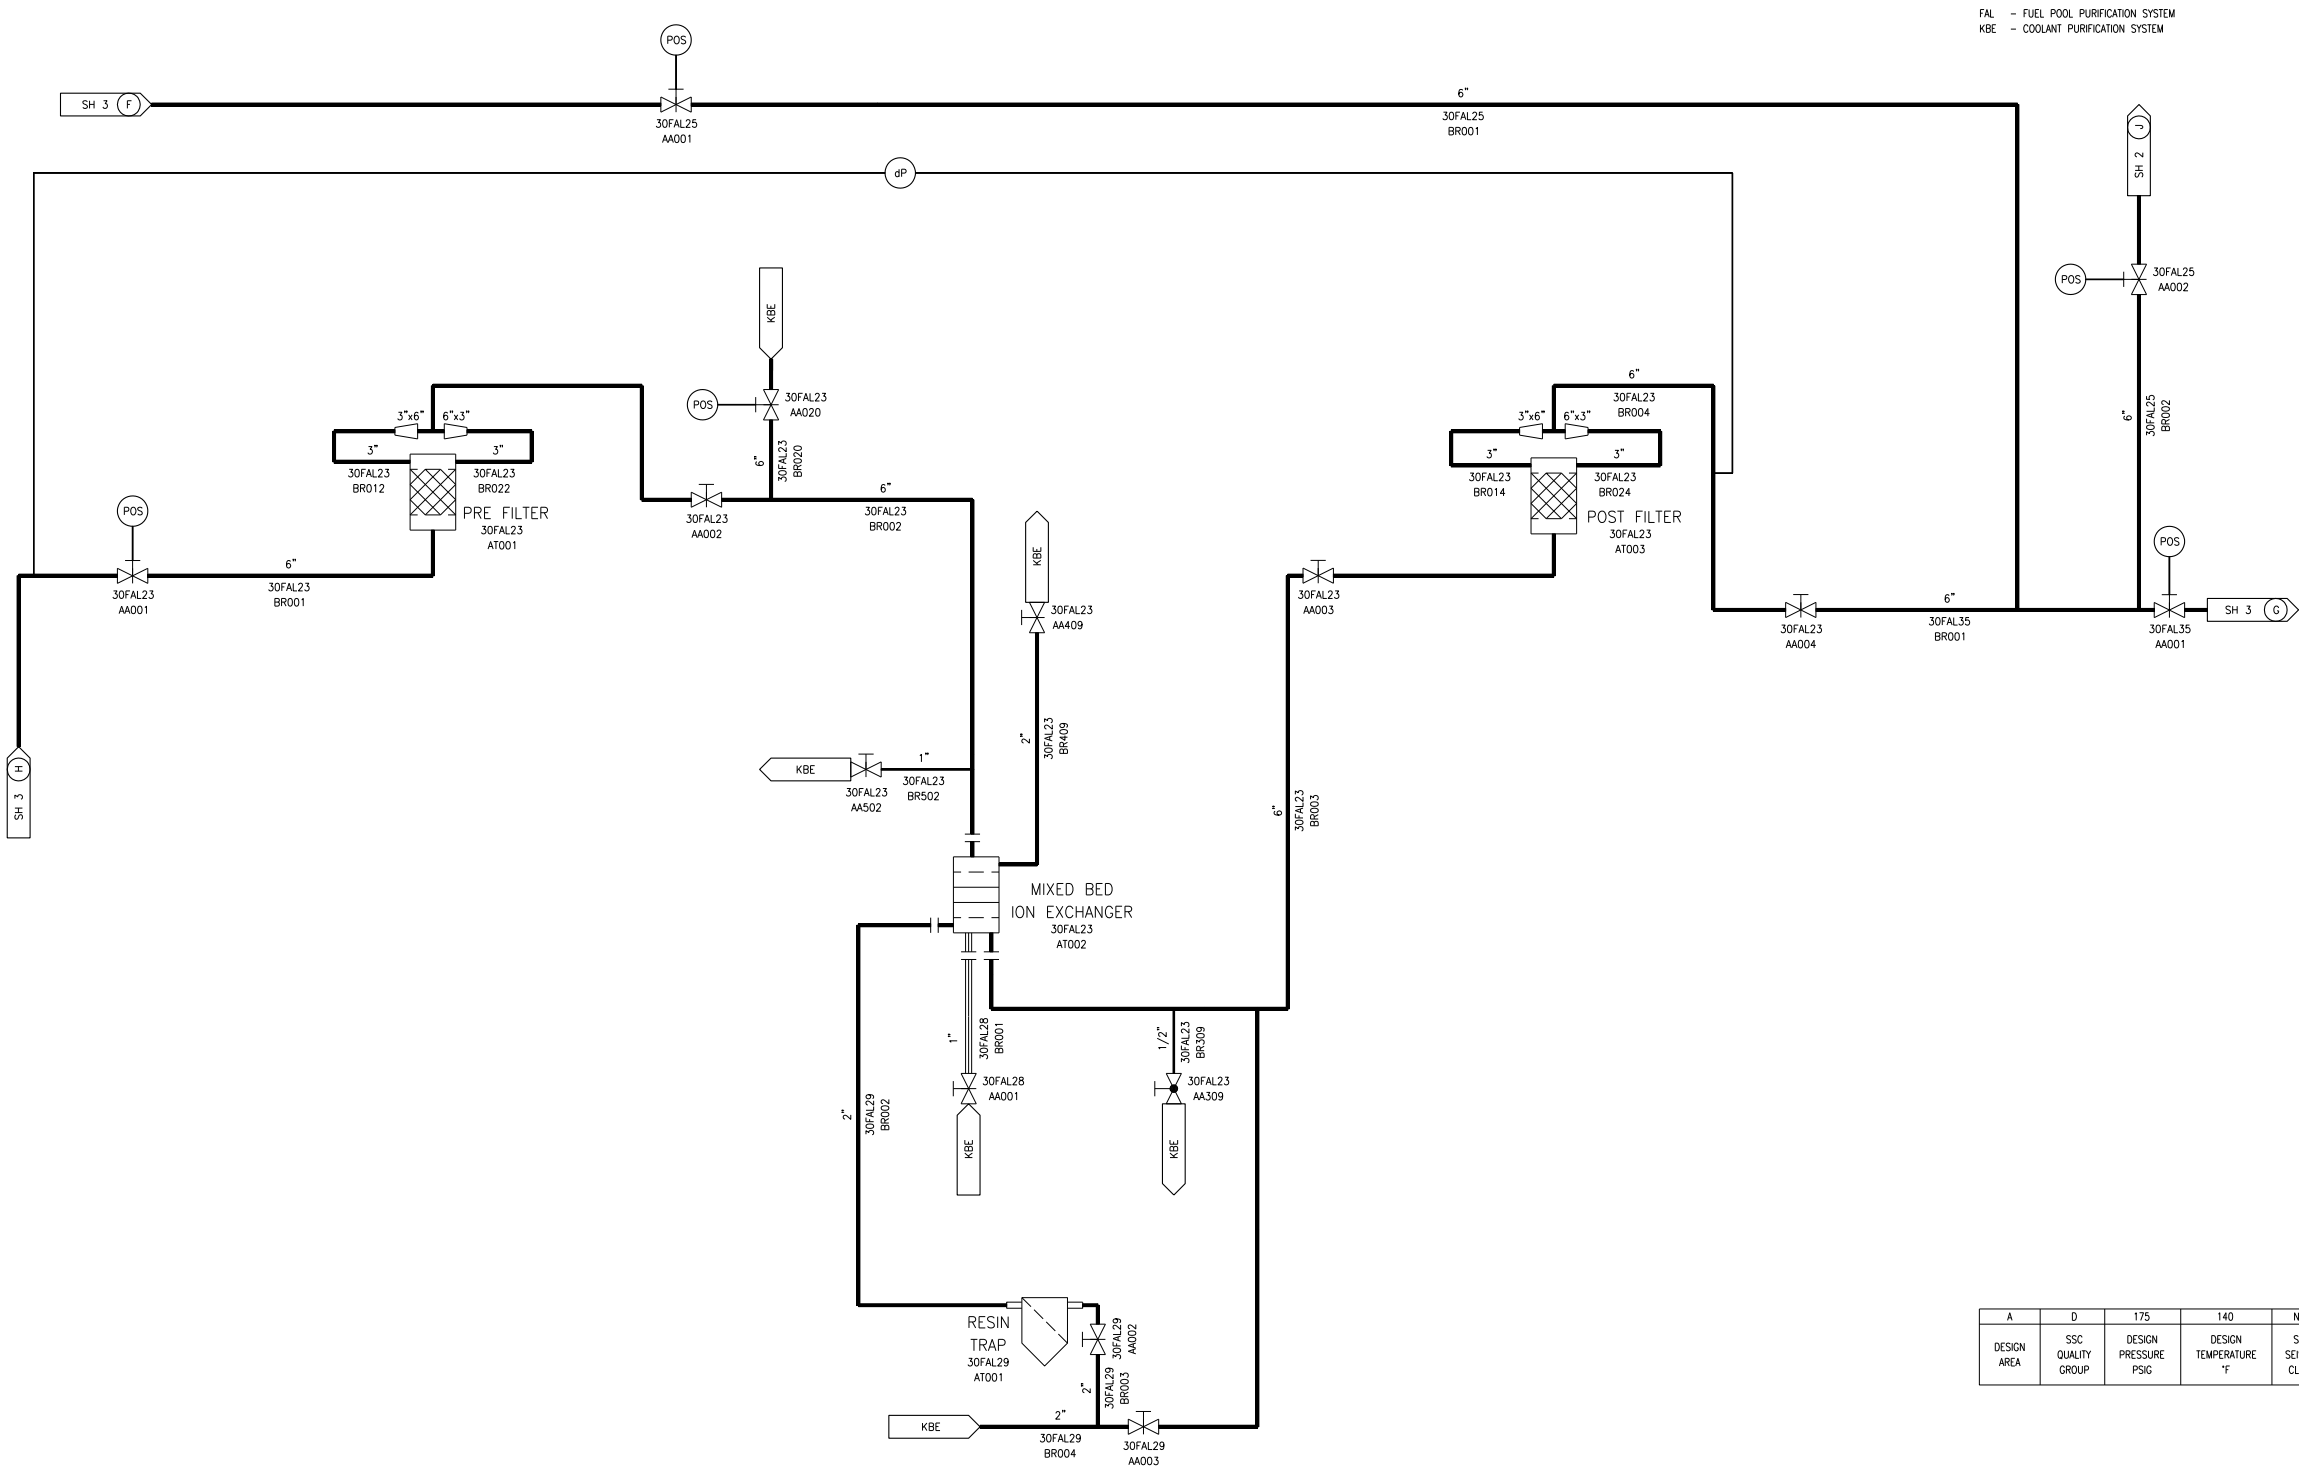 FAL – FUEL POOL PURIFICATION SYSTEM
KBE – COOLANT PURIFICATION SYSTEM
POS
SH 3 F
30FAL25
AA001
6"
30FAL25
BR001
dP
SH 2 J
POS
30FAL25
AA002
6"
30FAL25
BR002
KBE
POS
30FAL23
AA020
6"
30FAL23
BR020
3"x6" 6"x3"
3" 3"
30FAL23
BR012
30FAL23
BR022
PRE FILTER
30FAL23
AT001
POS
30FAL23
AA001
6"
30FAL23
BR001
SH 3 H
30FAL23
AA002
6"
30FAL23
BR002
KBE
30FAL23
AA409
2"
30FAL23
BR409
KBE
30FAL23
AA502
1"
30FAL23
BR502
6"
30FAL23
BR004
3"x6" 6"x3"
3" 3"
30FAL23
BR014
30FAL23
BR024
POST FILTER
30FAL23
AT003
30FAL23
AA003
6"
30FAL23
BR003
30FAL23
AA004
6"
30FAL35
BR001
POS
30FAL35
AA001
SH 3 G
MIXED BED
ION EXCHANGER
30FAL23
AT002
1"
30FAL28
BR001
30FAL28
AA001
KBE
1/2"
30FAL23
BR309
30FAL23
AA309
KBE
2"
30FAL29
BR002
RESIN
TRAP
30FAL29
AT001
30FAL29
AA002
2"
30FAL29
BR003
KBE
2"
30FAL29
BR004
30FAL29
AA003
A D 175 140
DESIGN
AREA
SSC
QUALITY
GROUP
DESIGN
PRESSURE
PSIG
DESIGN
TEMPERATURE
°F